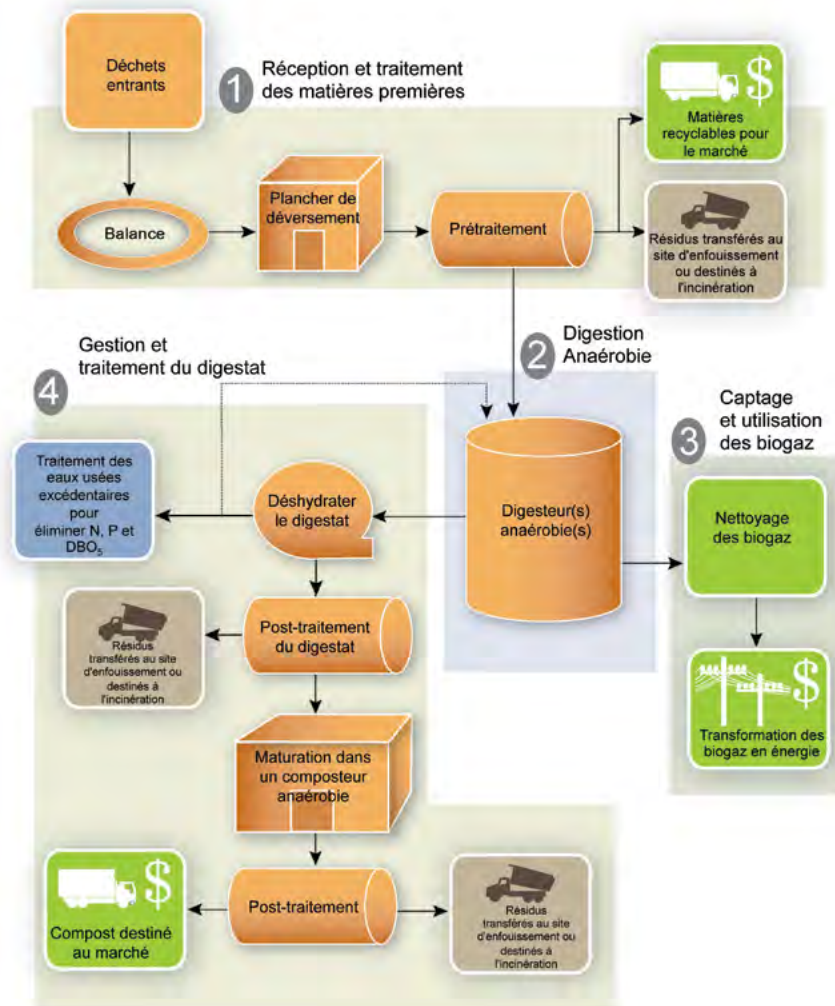 Déchets
entrants
1
Réception et traitement
des matières premières
$
Matières
recyclables pour
le marché
Balance
Plancher de
déversement
Prétraitement
Résidus transférés au
site d'enfouissement
ou destinés à
l'incinération
2
Digestion
Anaérobie
Gestion et
traitement du digestat
4
3
Captage
et utilisation
des biogaz
Traitement des
eaux usées
excédentaires
pour
éliminer N, P et
DBO₅
Déshydrater
le digestat
Digesteur(s)
anaérobie(s)
Nettoyage
des biogaz
Résidus
transférés au site
d'enfouissement ou
destinés à
l'incinération
Post-traitement
du digestat
$
Transformation des
biogaz en énergie
Maturation dans
un composteur
anaérobie
$
Compost destiné
au marché
Post-traitement
Résidus
transférés au site
d'enfouissement ou
destinés à
l'incinération